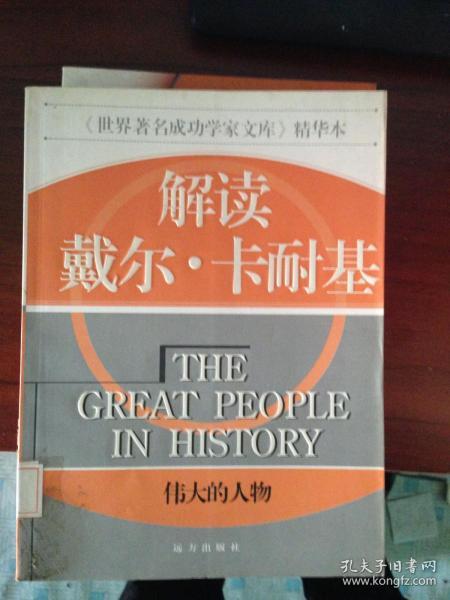 《世界著名成功学家文库》精华本
解读
戴尔·卡耐基
THE
GREAT PEOPLE
IN HISTORY
伟大的人物
远方出版社
孔夫子旧书网
www.kongfz.com